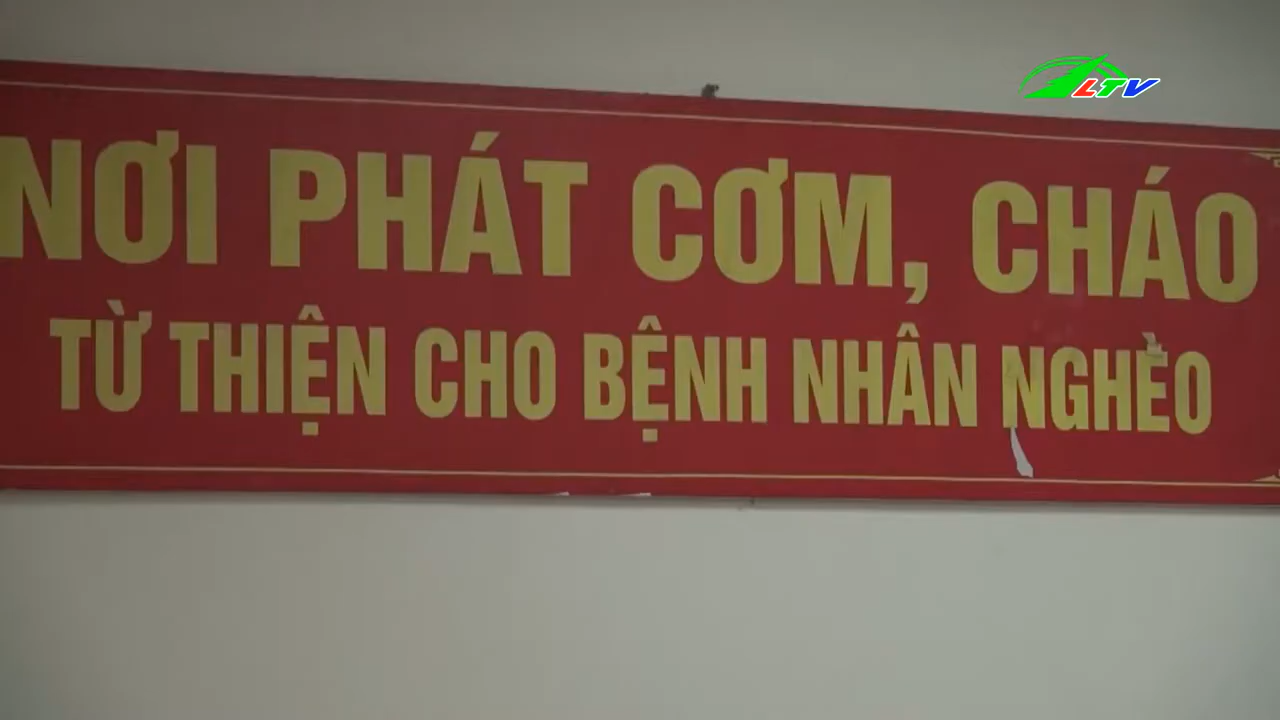 LTV
NƠI PHÁT CƠM, CHÁO
TỪ THIỆN CHO BỆNH NHÂN NGHÈO